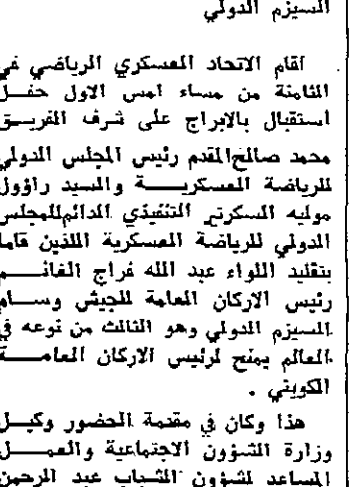 السيزم الدولي
اقام الاتحاد العسكري الرياضي في
الثامنة من مساء امس الاول حفل
استقبال بالابراج على شرف الفريق
محمد صالح المقدم رئيس المجلس الدولي
للرياضة العسكرية والسيد راؤول
موليه السكرتير التنفيذي الدائم للمجلس
الدولي للرياضة العسكرية اللذين قاما
بتقليد اللواء عبد الله فراج الغانم
رئيس الاركان العامة للجيش وسام
السيزم الدولي وهو الثالث من نوعه في
العالم يمنح لرئيس الاركان العامة
الكويتي .
هذا وكان في مقدمة الحضور وكيل
وزارة الشؤون الاجتماعية والعمل
المساعد لشؤون الشباب عبد الرحمن